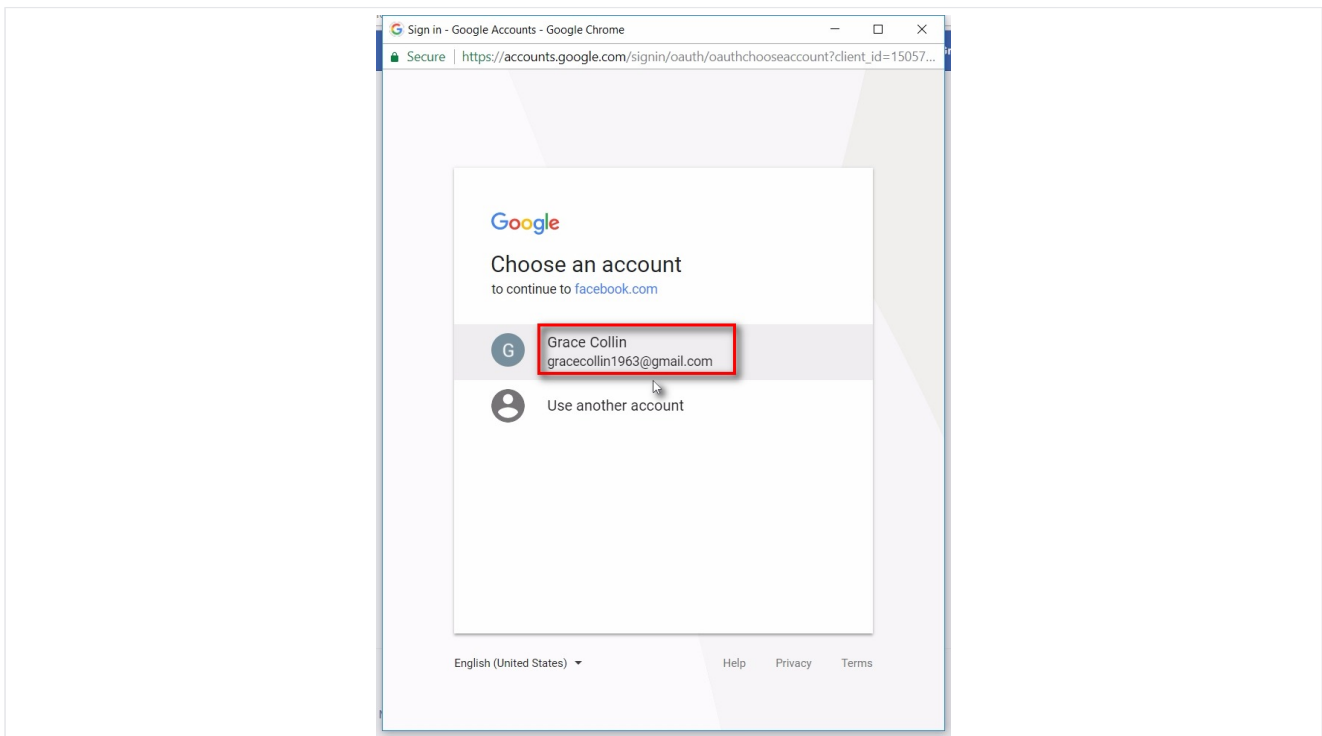 Sign in - Google Accounts - Google Chrome
Secure | https://accounts.google.com/signin/oauth/oauthchooseaccount?client_id=15057...
Google
Choose an account
to continue to facebook.com
G
Grace Collin
gracecollin1963@gmail.com
Use another account
English (United States)
Help Privacy Terms